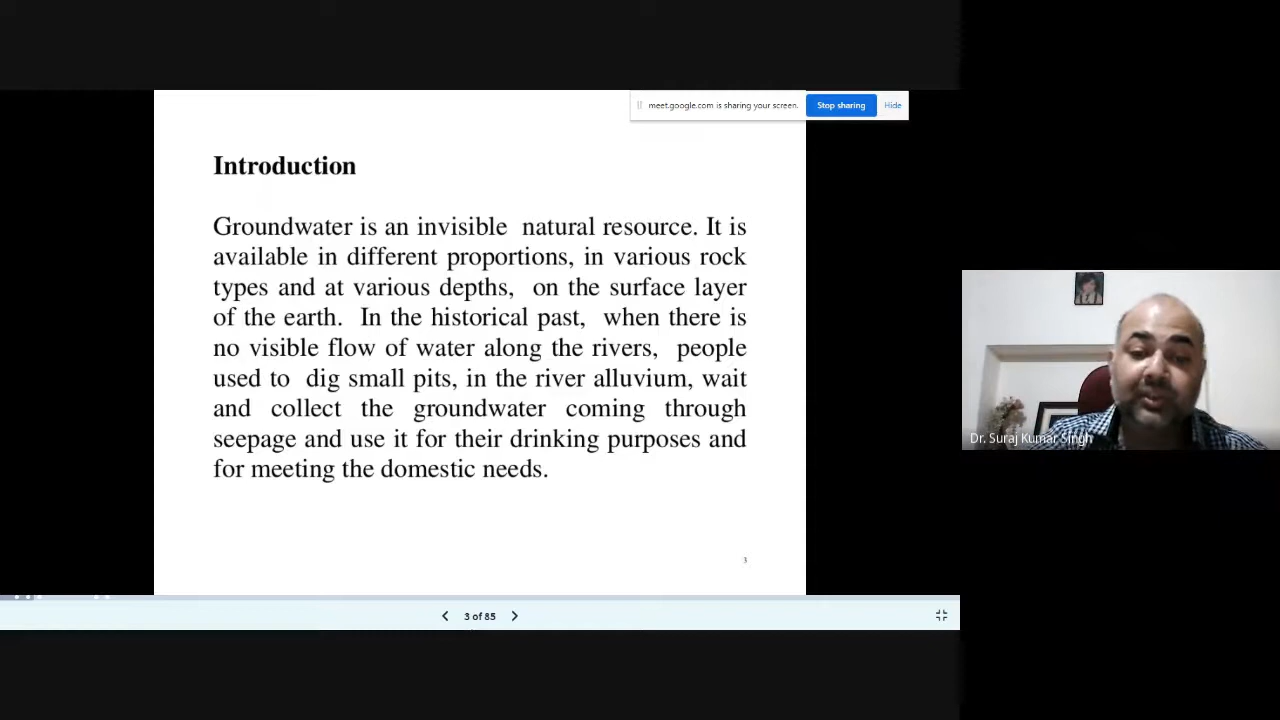 meet.google.com is sharing your screen.
Stop sharing
Hide
Introduction
Groundwater is an invisible natural resource. It is
available in different proportions, in various rock
types and at various depths, on the surface layer
of the earth. In the historical past, when there is
no visible flow of water along the rivers, people
used to dig small pits, in the river alluvium, wait
and collect the groundwater coming through
seepage and use it for their drinking purposes and
for meeting the domestic needs.
3
3 of 85
Dr. Suraj Kumar Singh